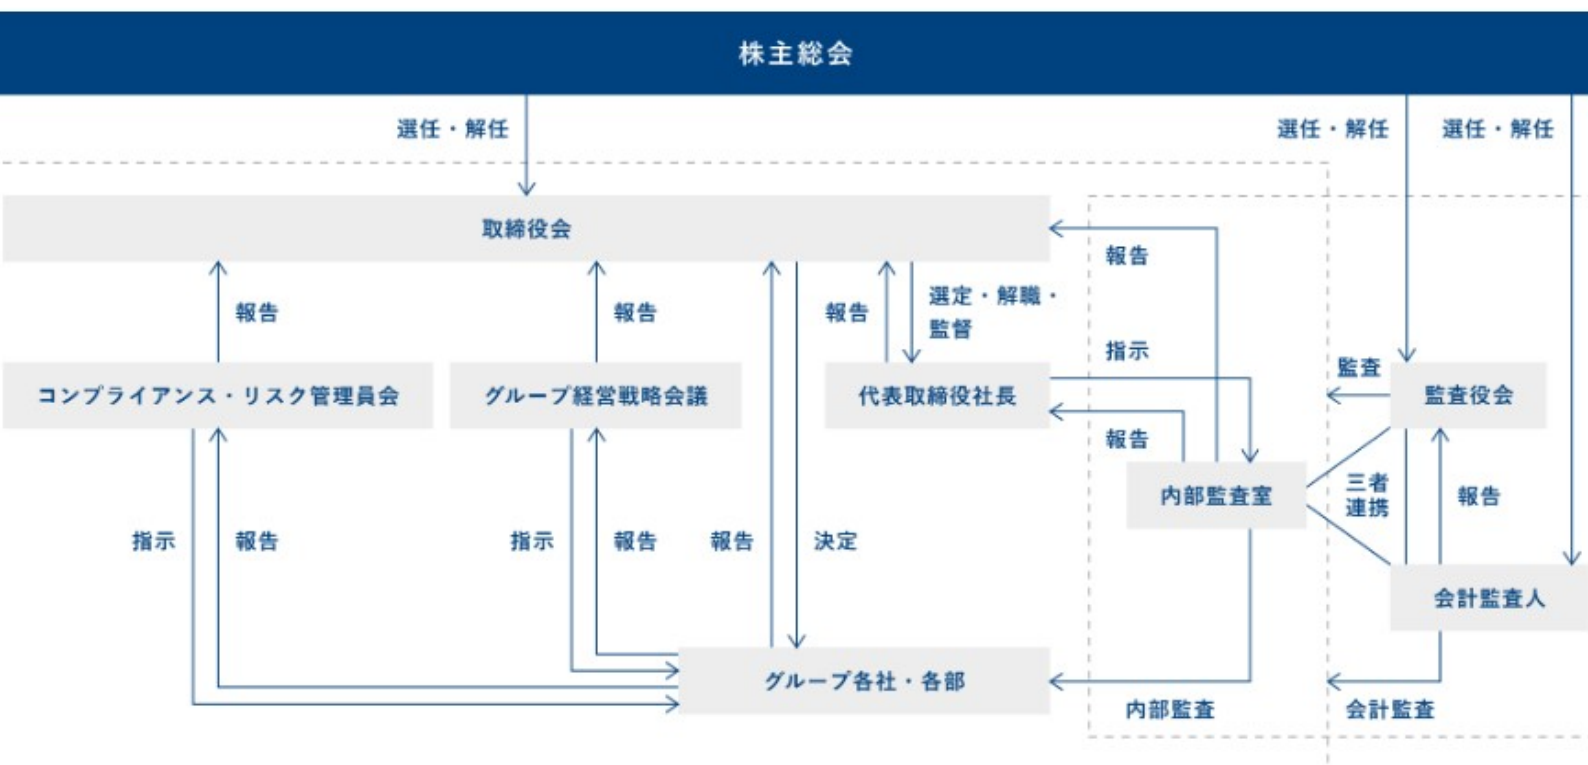 株主総会
選任・解任
選任・解任
選任・解任
取締役会
報告
報告
報告
報告
選定・解職・
監督
指示
監査
コンプライアンス・リスク管理員会
グループ経営戦略会議
代表取締役社長
監査役会
報告
内部監査室
三者
連携
報告
指示
報告
指示
報告
報告
決定
会計監査人
グループ各社・各部
内部監査
会計監査